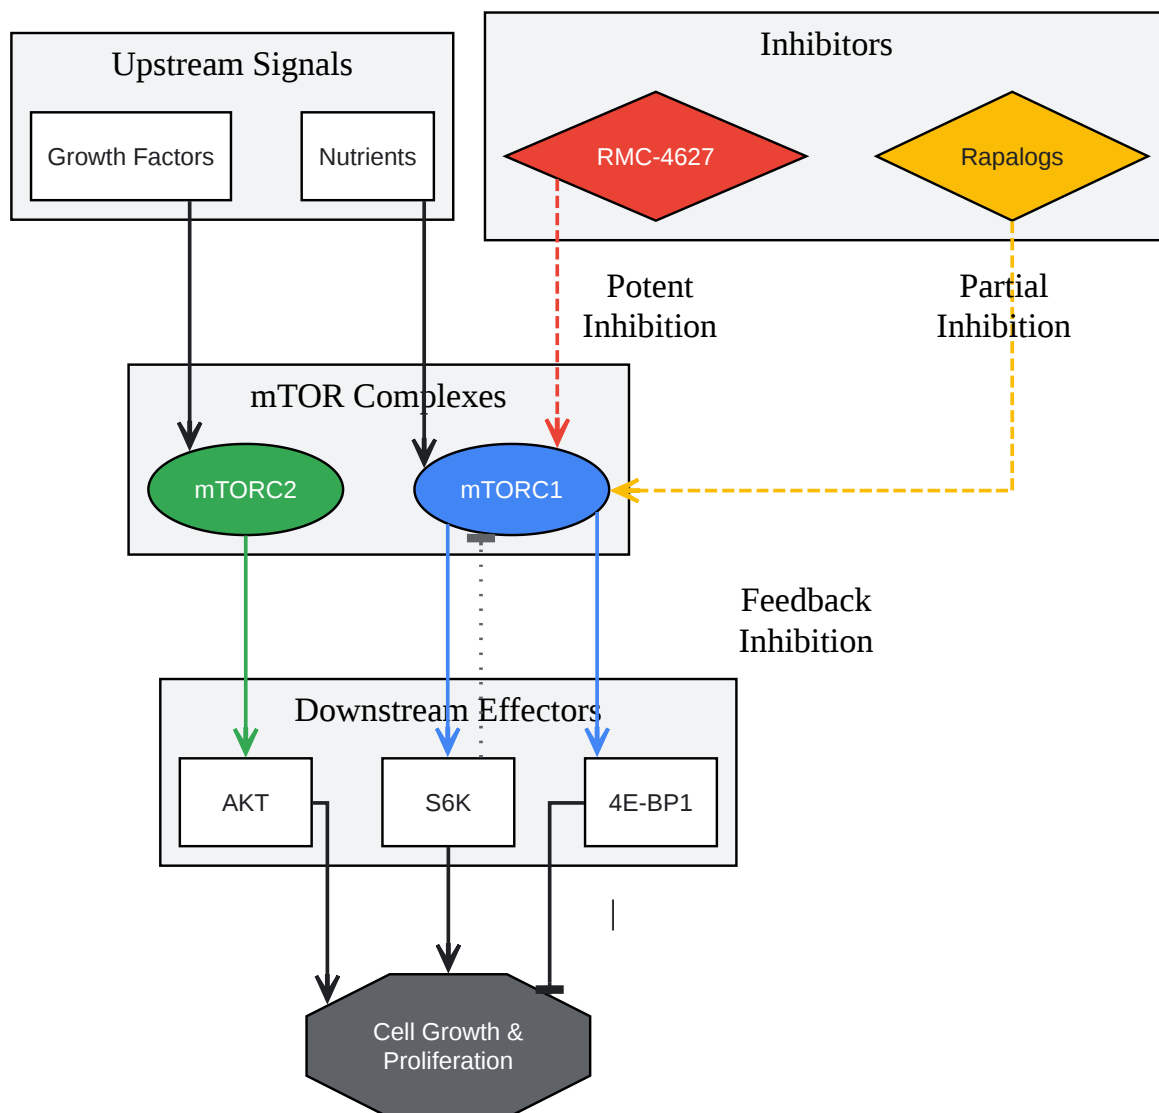 Upstream Signals
Inhibitors
Growth Factors
Nutrients
RMC-4627
Rapalogs
Potent
Inhibition
Partial
Inhibition
mTOR Complexes
mTORC2
mTORC1
Feedback
Inhibition
Downstream Effectors
AKT
S6K
4E-BP1
|
Cell Growth &
Proliferation